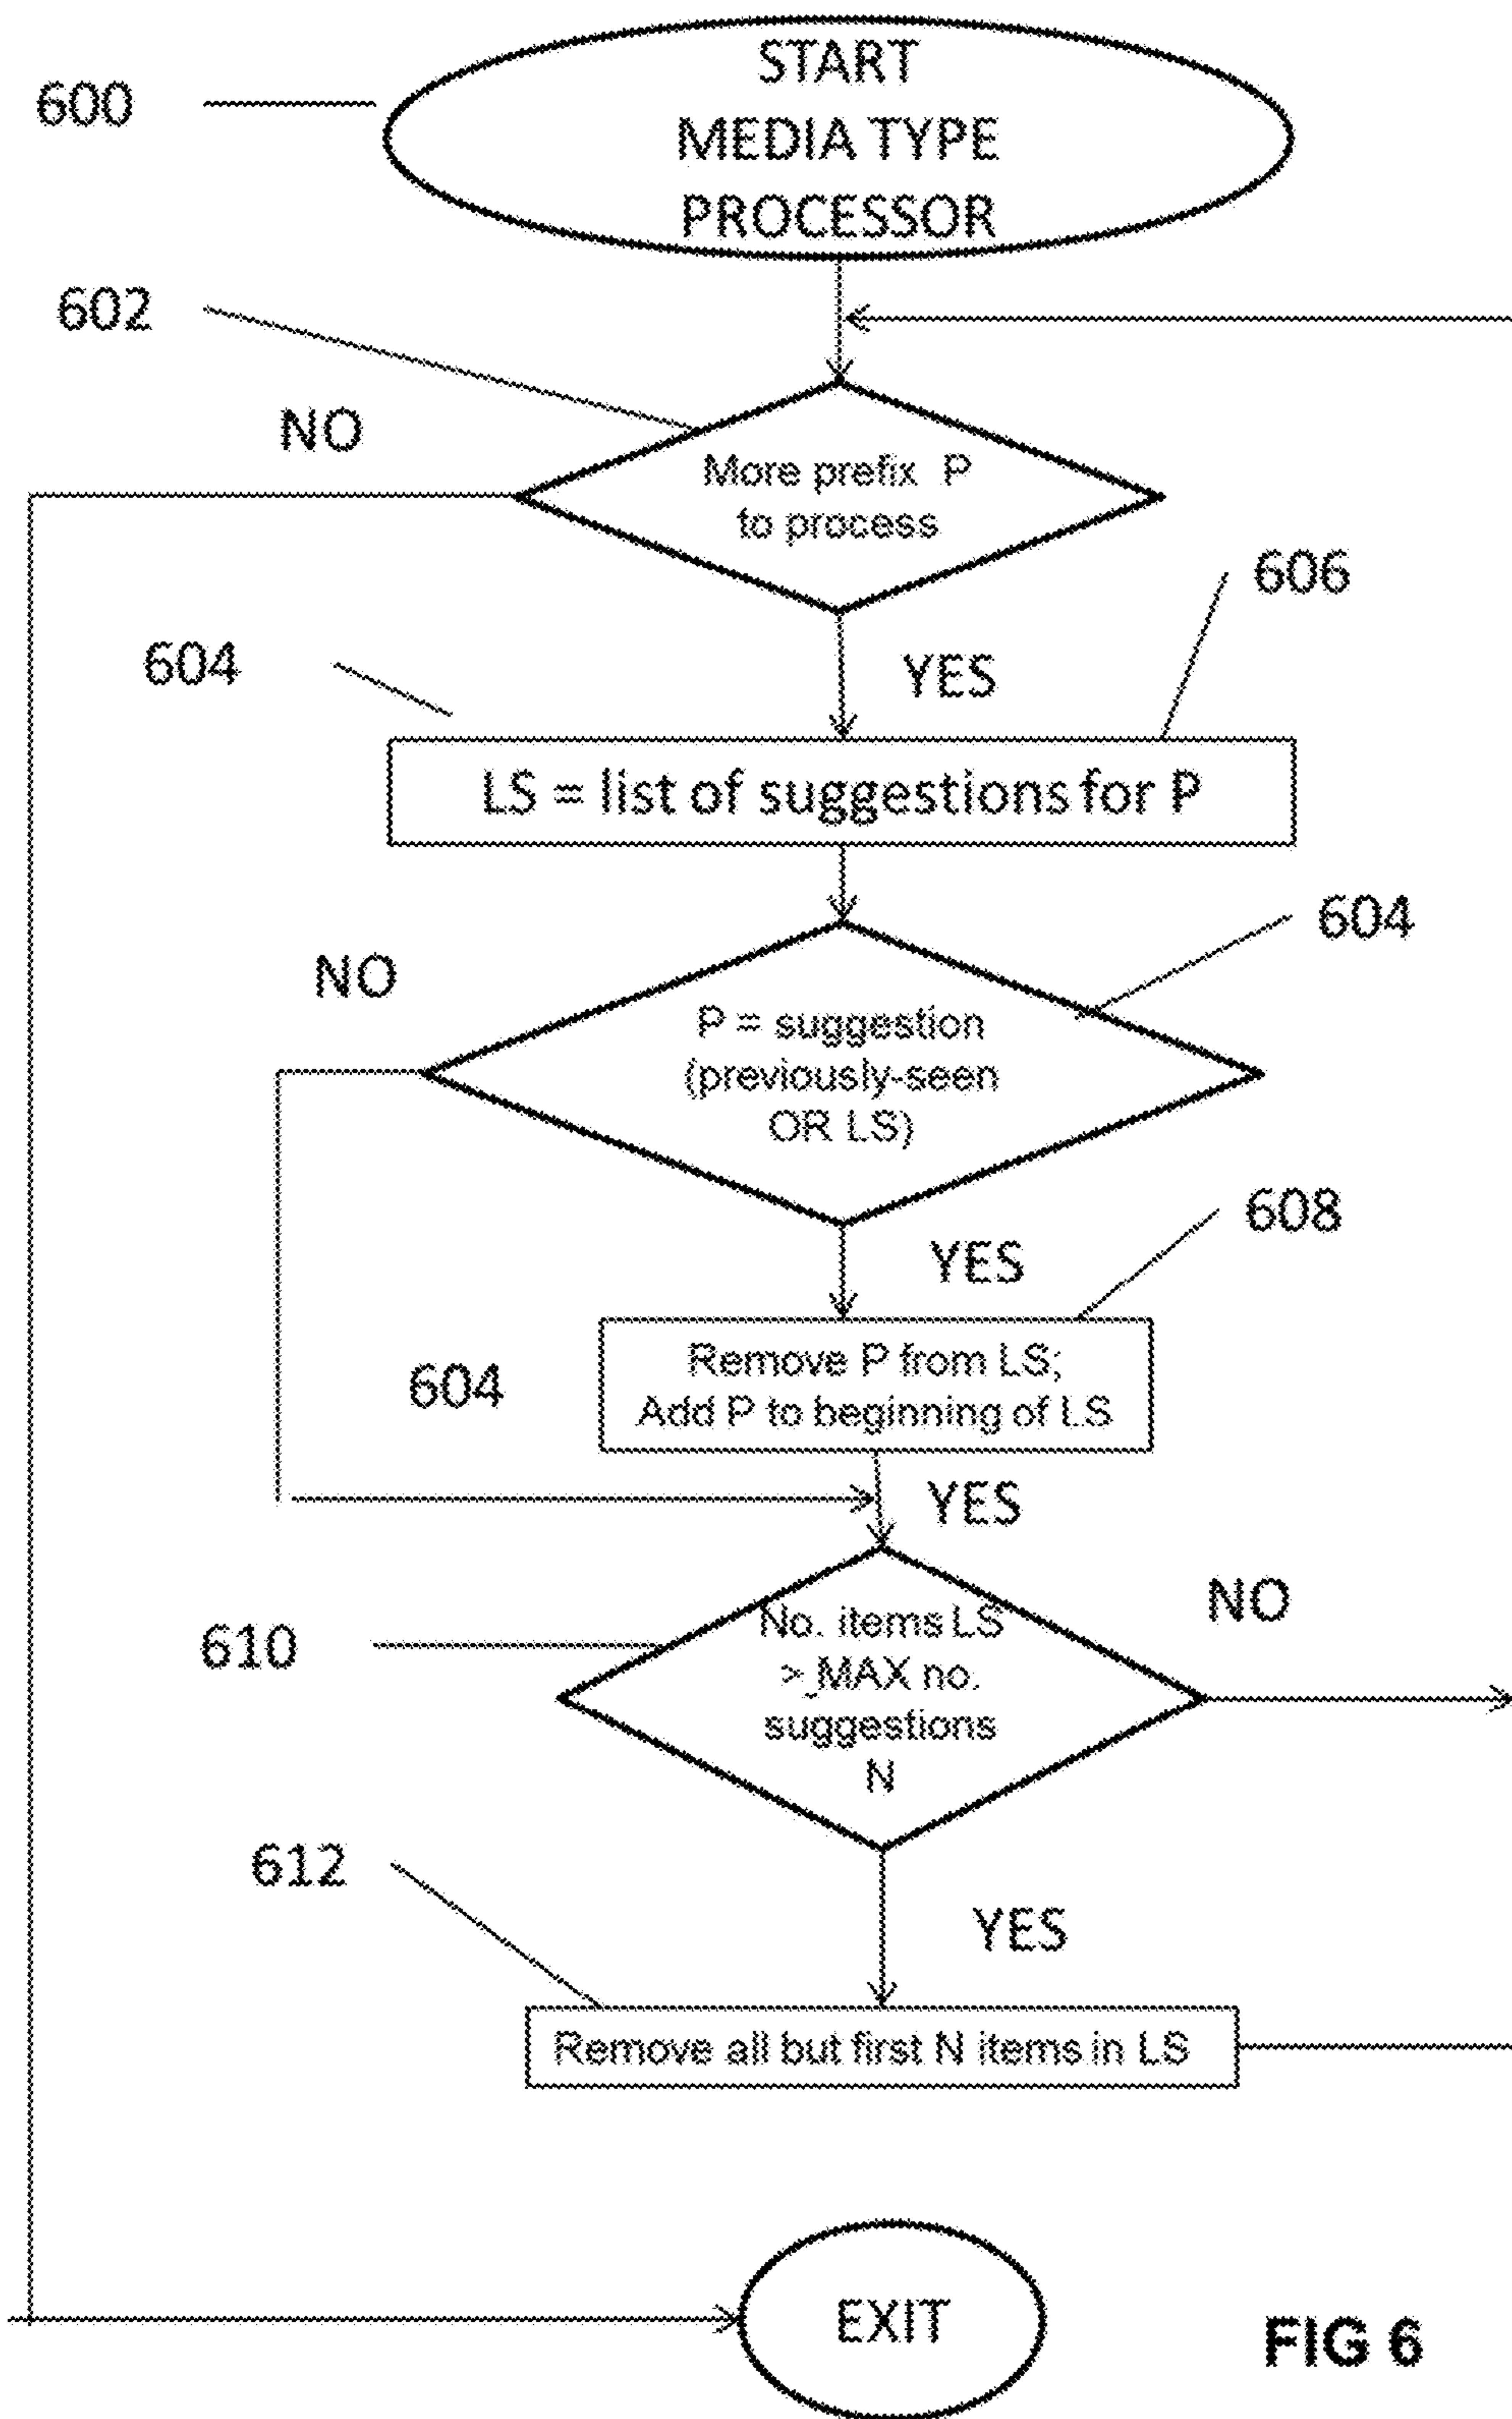 START
MEDIA TYPE
PROCESSOR
600
602
NO
More prefix P
to process
606
604
YES
LS = list of suggestions for P
604
NO
P = suggestion
(previously-seen
OR LS)
608
YES
Remove P from LS;
Add P to beginning of LS
604
YES
NO
No. items LS
> MAX no.
suggestions
N
610
612
YES
Remove all but first N items in LS
EXIT
FIG 6